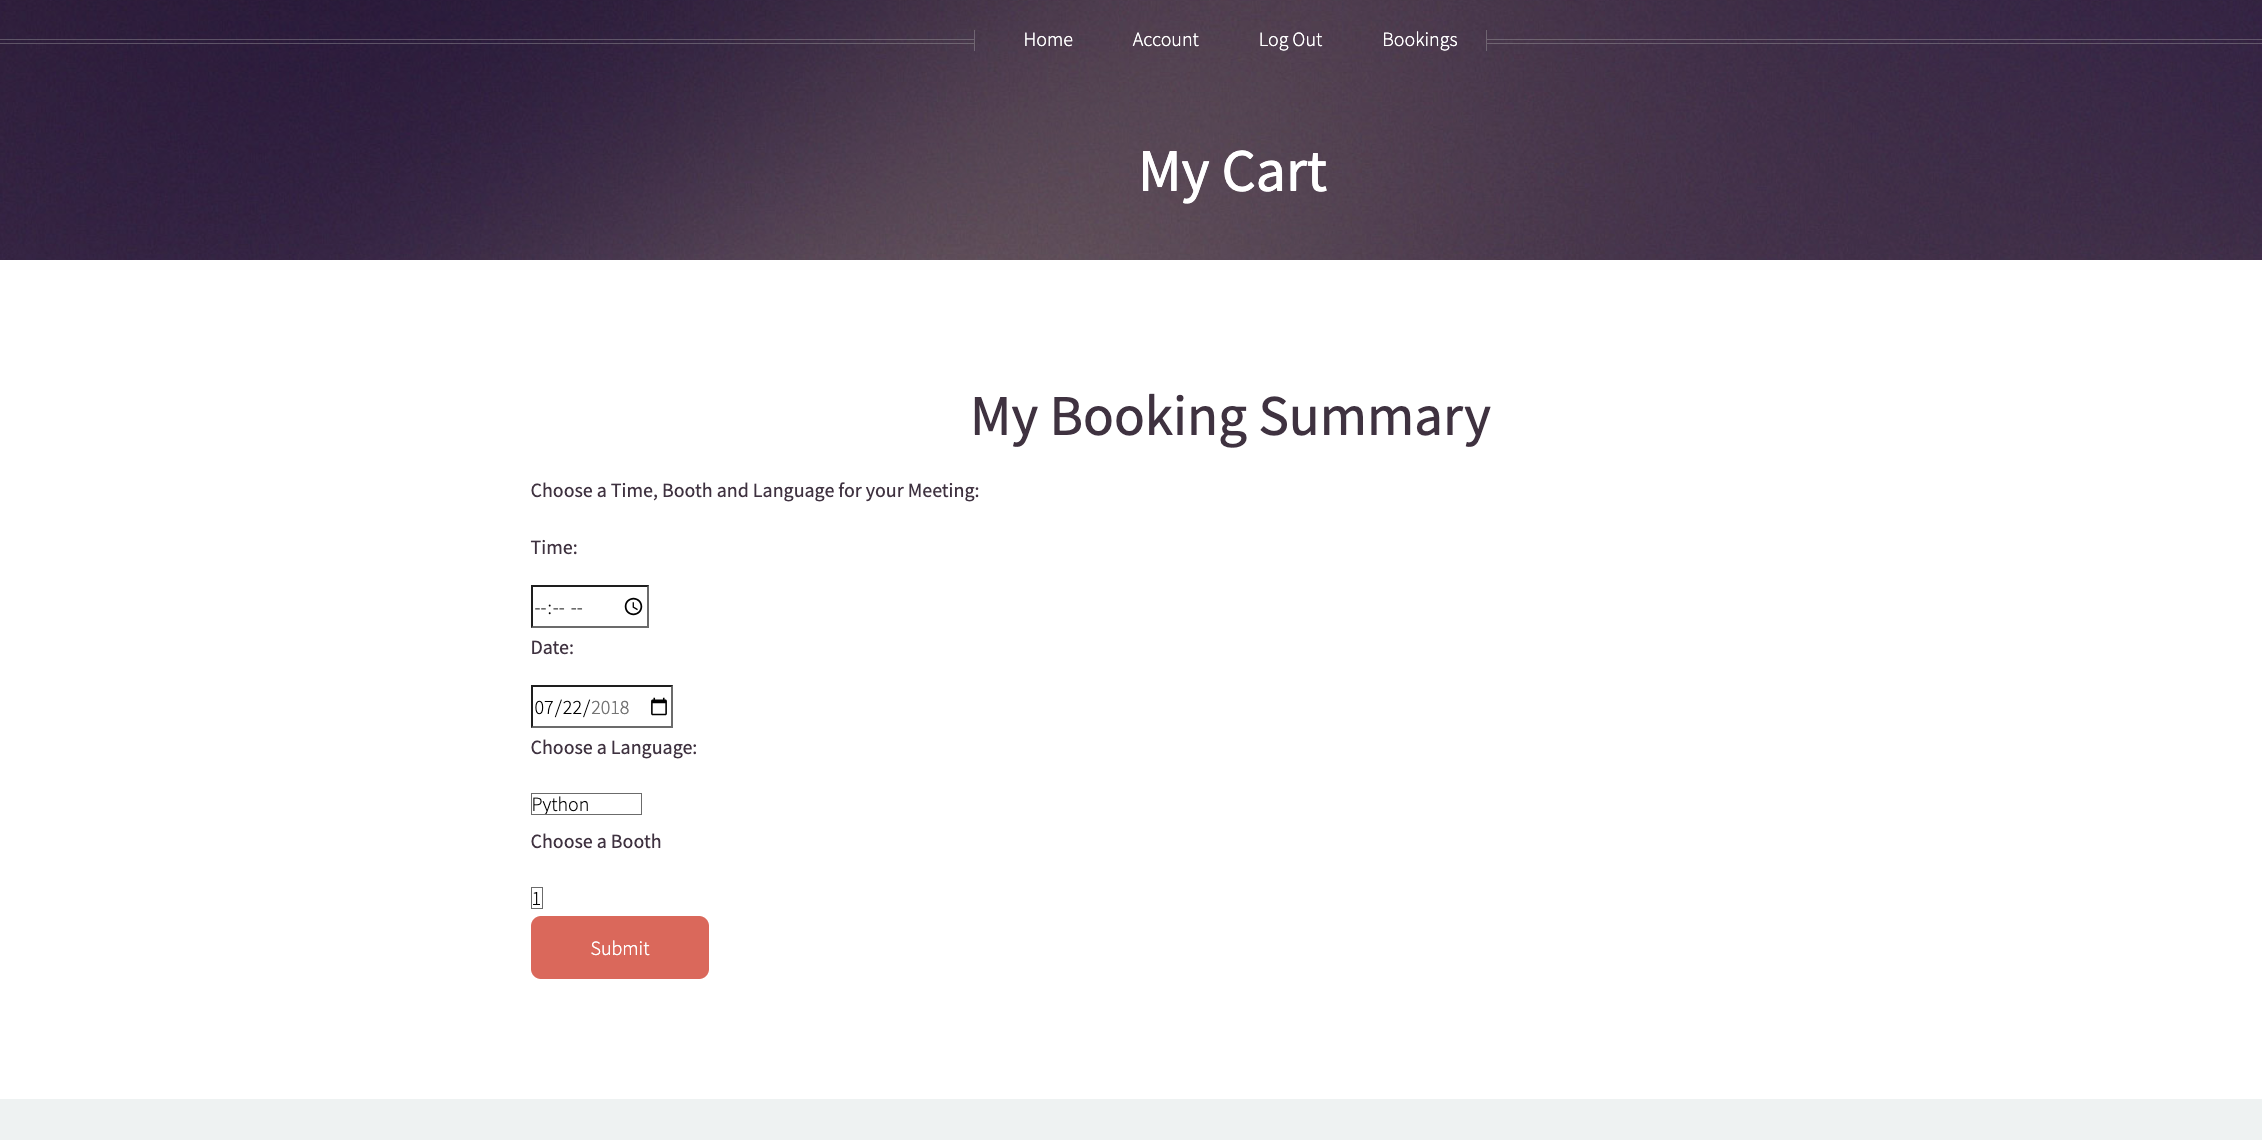 Home Account Log Out Bookings
My Cart
My Booking Summary
Choose a Time, Booth and Language for your Meeting:
Time:
--:-- --
Date:
07/22/2018
Choose a Language:
Python
Choose a Booth
1
Submit